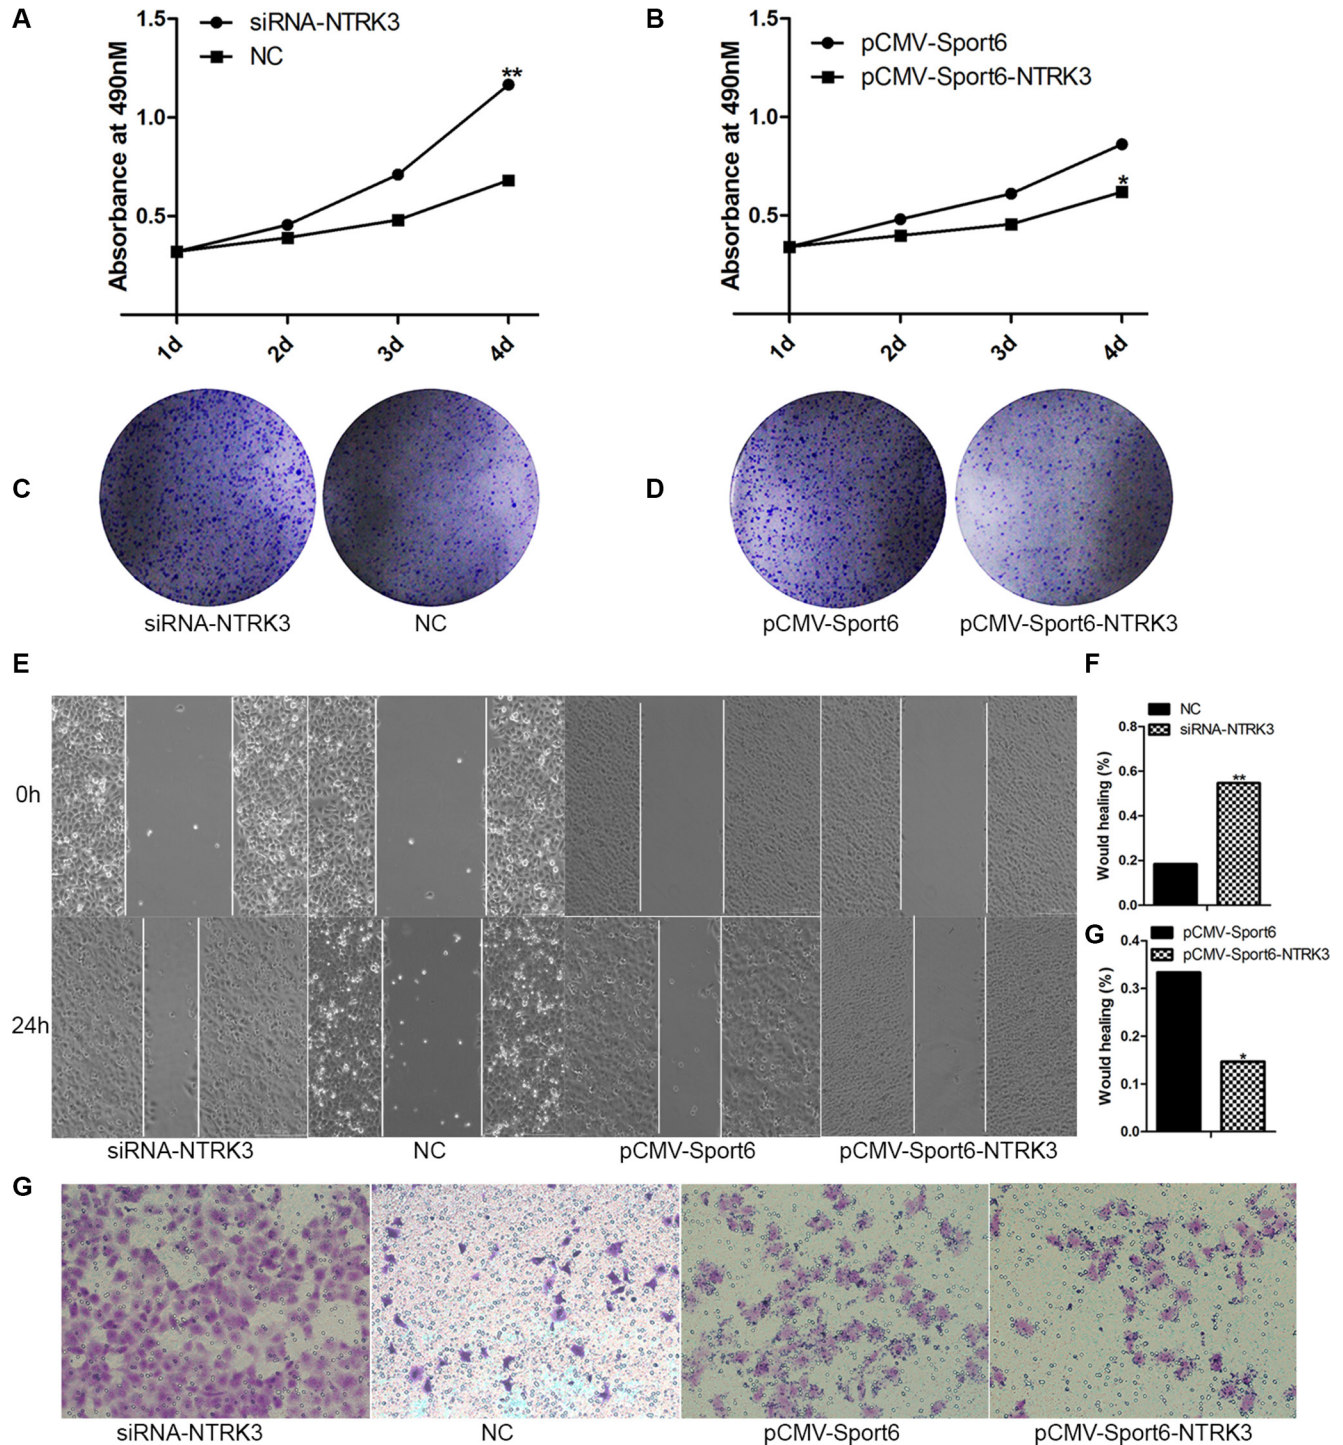 A
1.5
1.0
0.5
Absorbance at 490nM
siRNA-NTRK3
NC
**
1d
2d
3d
4d
B
1.5
1.0
0.5
Absorbance at 490nM
pCMV-Sport6
pCMV-Sport6-NTRK3
*
1d
2d
3d
4d
C
siRNA-NTRK3
NC
D
pCMV-Sport6
pCMV-Sport6-NTRK3
E
0h
24h
siRNA-NTRK3
NC
pCMV-Sport6
pCMV-Sport6-NTRK3
F
NC
siRNA-NTRK3
0.8
0.6
0.4
0.2
0.0
Would healing (%)
**
G
pCMV-Sport6
pCMV-Sport6-NTRK3
0.4
0.3
0.2
0.1
0.0
Would healing (%)
*
G
siRNA-NTRK3
NC
pCMV-Sport6
pCMV-Sport6-NTRK3